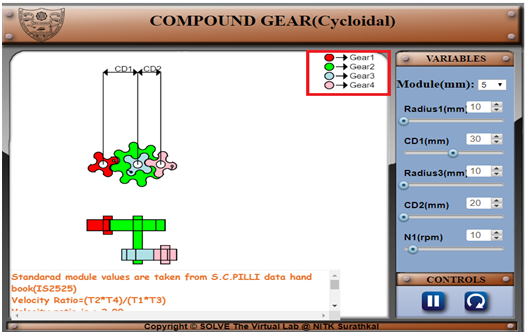 COMPOUND GEAR(Cycloidal)
CD1 CD2
Gear1
Gear2
Gear3
Gear4
Standarad module values are taken from S.C.PILLI data hand
book(IS2525)
Velocity Ratio=(T2*T4)/(T1*T3)
VARIABLES
Module(mm): 5
Radius1(mm) 10
CD1(mm) 30
Radius3(mm) 10
CD2(mm) 20
N1(rpm) 10
CONTROLS
Copyright © SOLVE The Virtual Lab @ NITK Surathkal